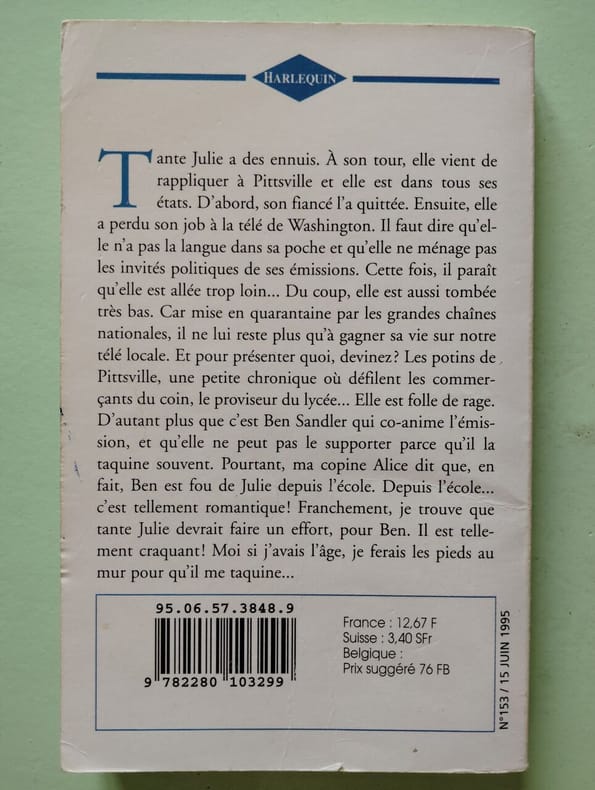 HARLEQUIN
Tante Julie a des ennuis. À son tour, elle vient de
rappliquer à Pittsville et elle est dans tous ses
états. D'abord, son fiancé l'a quittée. Ensuite, elle
a perdu son job à la télé de Washington. Il faut dire qu'el-
le n'a pas la langue dans sa poche et qu'elle ne ménage pas
les invités politiques de ses émissions. Cette fois, il paraît
qu'elle est allée trop loin... Du coup, elle est aussi tombée
très bas. Car mise en quarantaine par les grandes chaînes
nationales, il ne lui reste plus qu'à gagner sa vie sur notre
télé locale. Et pour présenter quoi, devinez? Les potins de
Pittsville, une petite chronique où défilent les commer-
çants du coin, le proviseur du lycée... Elle est folle de rage.
D'autant plus que c'est Ben Sandler qui co-anime l'émis-
sion, et qu'elle ne peut pas le supporter parce qu'il la
taquine souvent. Pourtant, ma copine Alice dit que, en
fait, Ben est fou de Julie depuis l'école. Depuis l'école...
c'est tellement romantique! Franchement, je trouve que
tante Julie devrait faire un effort, pour Ben. Il est telle-
ment craquant! Moi si j'avais l'âge, je ferais les pieds au
mur pour qu'il me taquine...
95.06.57.3848.9
9 782280 103299
France : 12,67 F
Suisse : 3,40 SFr
Belgique :
Prix suggéré 76 FB
N°153 / 15 JUIN 1995